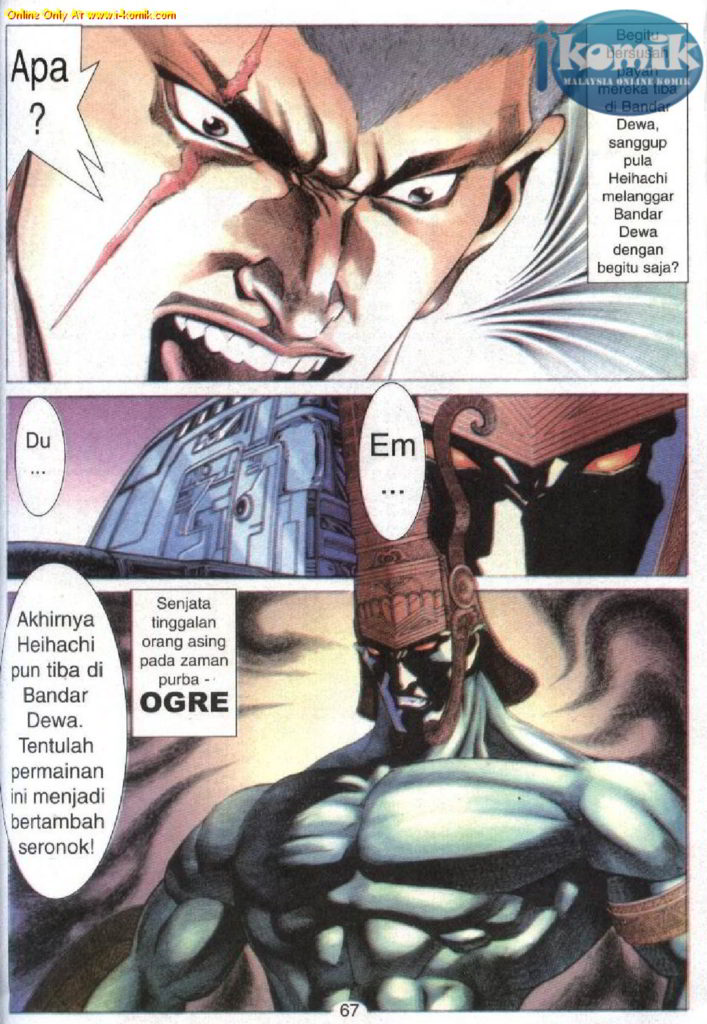 Online Only At www.i-komik.com
Apa
?
ikomik
MALAYSIA ONLINE KOMIK
Begitu
bersusah
payah
mereka tiba
di Bandar
Dewa,
sanggup
pula
Heihachi
melanggar
Bandar
Dewa
dengan
begitu saja?
Du
...
Em
...
Akhirnya
Heihachi
pun tiba di
Bandar
Dewa.
Tentulah
permainan
ini menjadi
bertambah
seronok!
Senjata
tinggalan
orang asing
pada zaman
purba -
OGRE
67